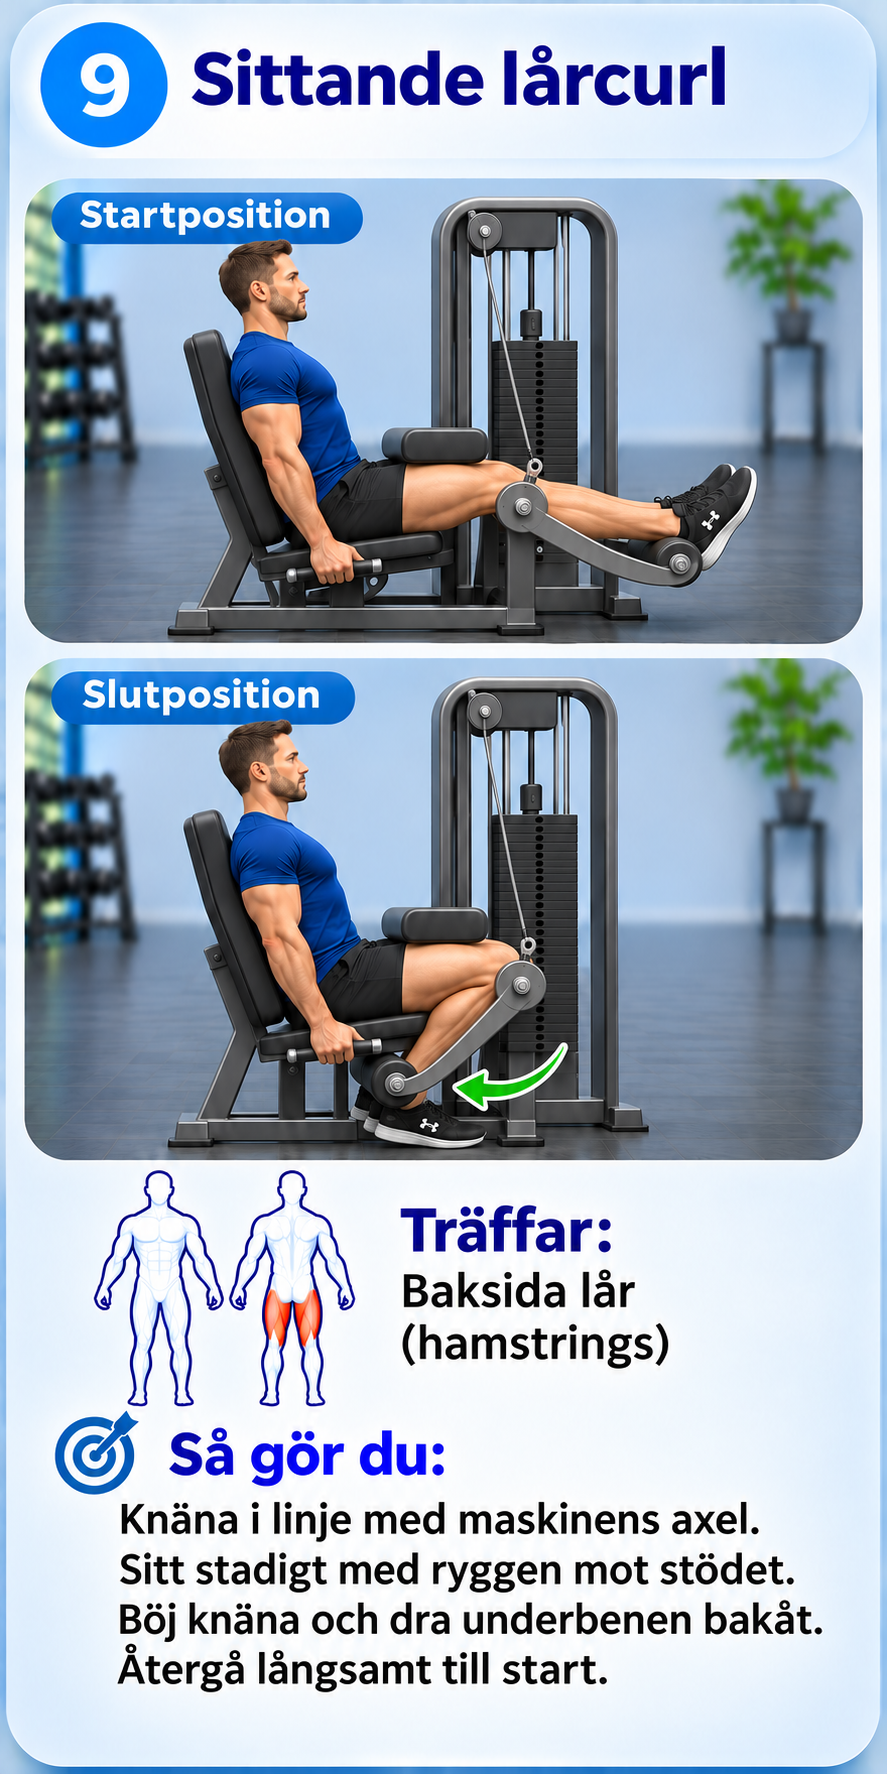 9
Sittande lårcurl
Startposition
Slutposition
Träffar:
Baksida lår
(hamstrings)
Så gör du:
Knäna i linje med maskinens axel.
Sitt stadigt med ryggen mot stödet.
Böj knäna och dra underbenen bakåt.
Återgå långsamt till start.